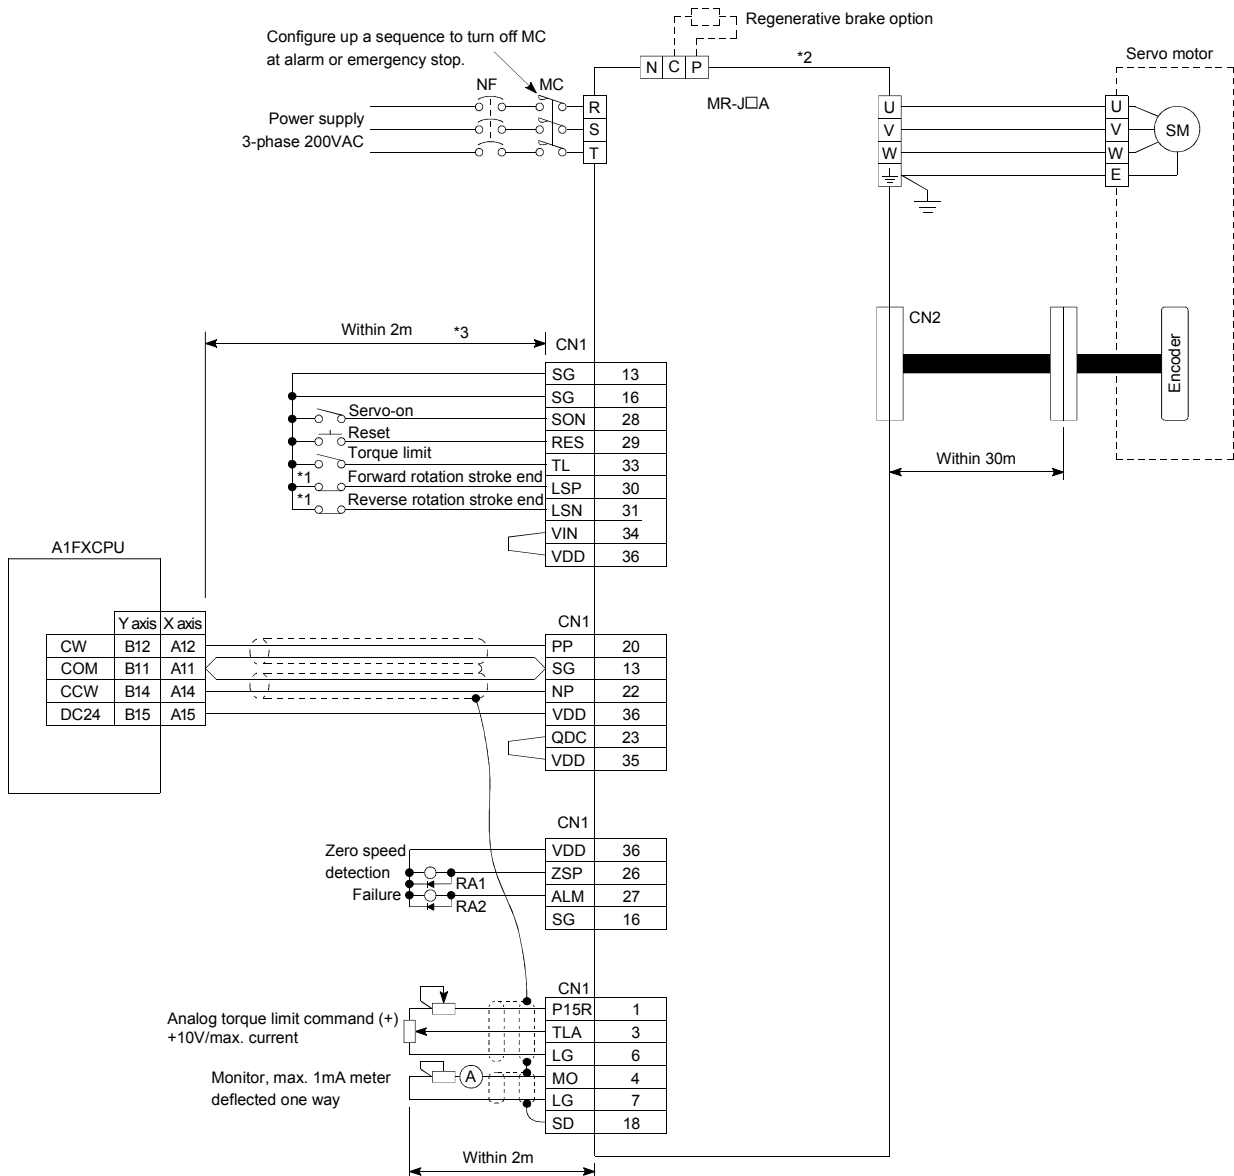 Regenerative brake option
Configure up a sequence to turn off MC
at alarm or emergency stop.
N C P
*2
Servo motor
NF MC
MR-J□A
Power supply
3-phase 200VAC
R
S
T
U
V
W
U
V
W
E
SM
CN2
Encoder
Within 30m
Within 2m *3
CN1
SG 13
SG 16
Servo-on SON 28
Reset RES 29
Torque limit TL 33
*1 Forward rotation stroke end LSP 30
*1 Reverse rotation stroke end LSN 31
VIN 34
VDD 36
A1FXCPU
Y axis X axis
CW B12 A12
COM B11 A11
CCW B14 A14
DC24 B15 A15
CN1
PP 20
SG 13
NP 22
VDD 36
QDC 23
VDD 35
CN1
Zero speed
detection
Failure
RA1
RA2
VDD 36
ZSP 26
ALM 27
SG 16
CN1
Analog torque limit command (+)
+10V/max. current
P15R 1
TLA 3
LG 6
Monitor, max. 1mA meter
deflected one way
A
MO 4
LG 7
SD 18
Within 2m